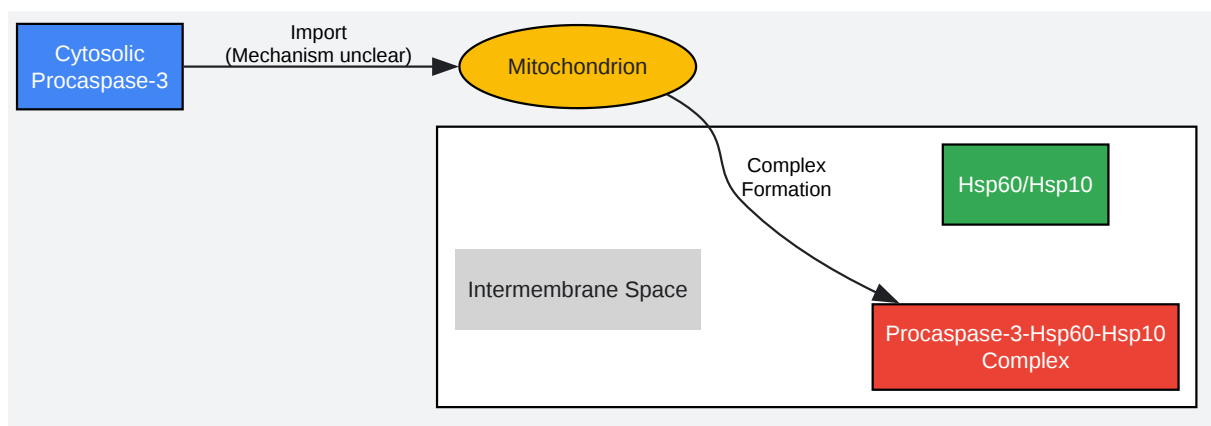 Cytosolic
Procaspase-3
Import
(Mechanism unclear)
Mitochondrion
Complex
Formation
Hsp60/Hsp10
Intermembrane Space
Procaspase-3-Hsp60-Hsp10
Complex